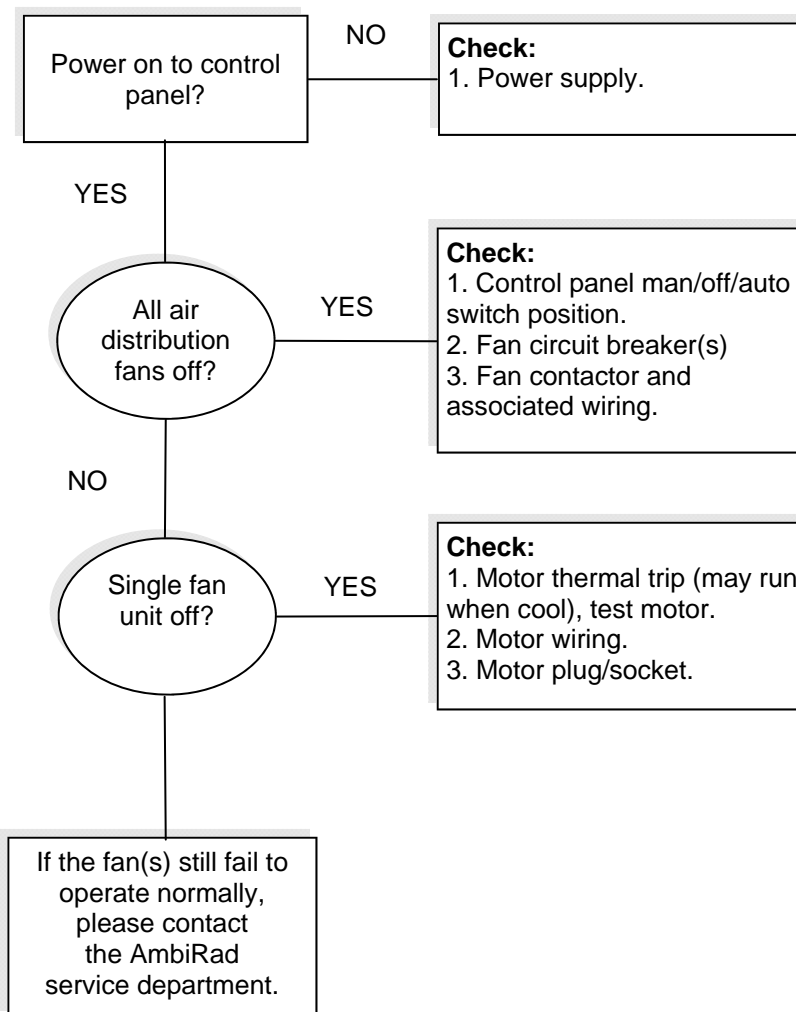 Power on to control
panel?
NO
Check:
1. Power supply.
YES
All air
distribution
fans off?
YES
Check:
1. Control panel man/off/auto
switch position.
2. Fan circuit breaker(s)
3. Fan contactor and
associated wiring.
NO
Single fan
unit off?
YES
Check:
1. Motor thermal trip (may run
when cool), test motor.
2. Motor wiring.
3. Motor plug/socket.
If the fan(s) still fail to
operate normally,
please contact
the AmbiRad
service department.